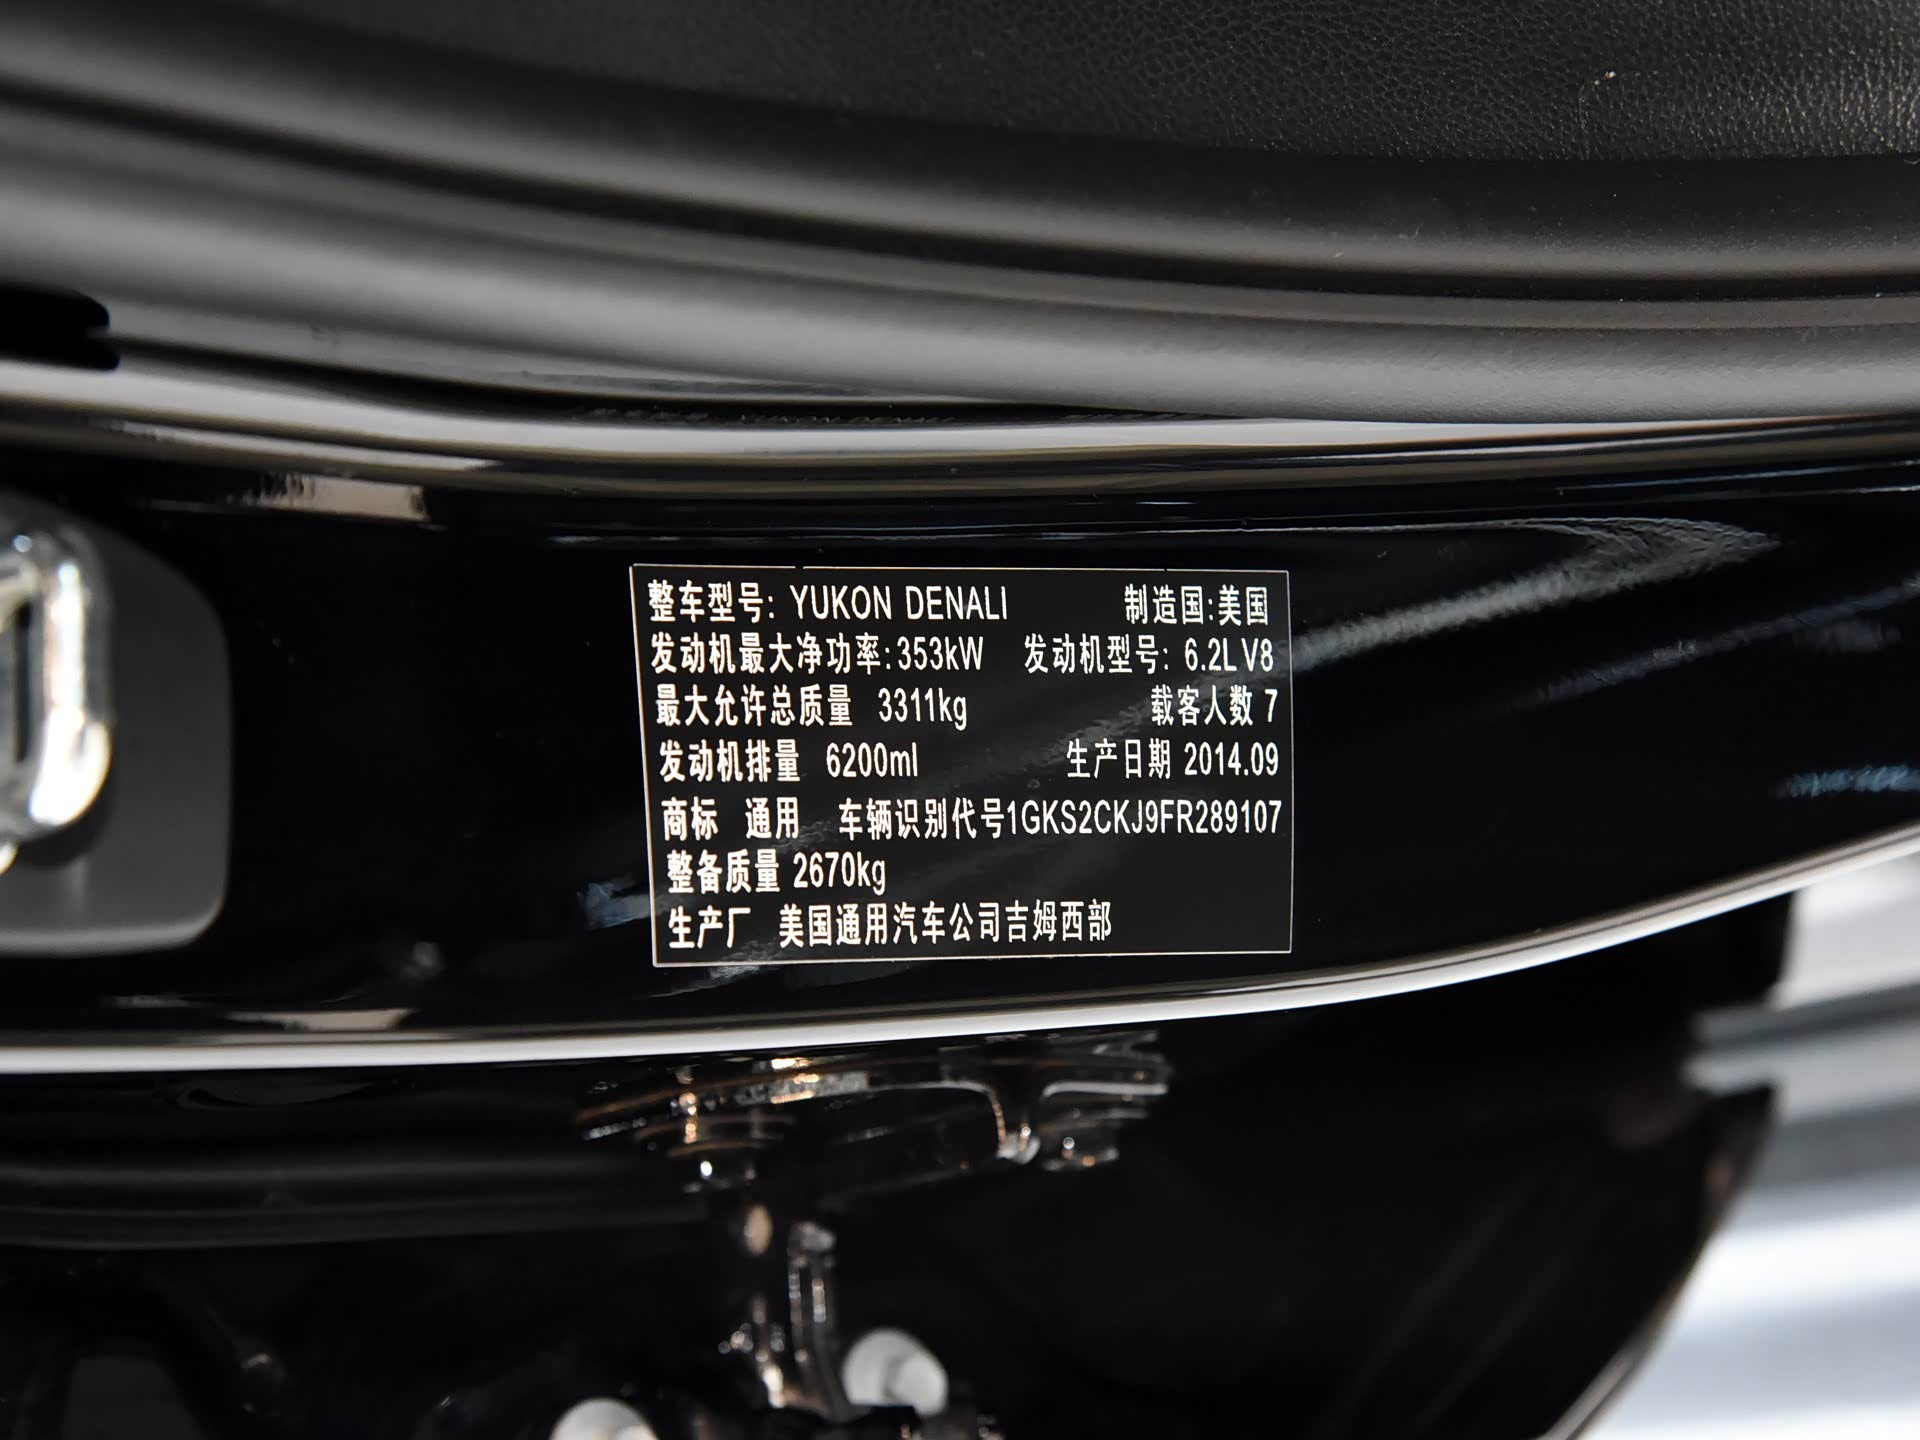 整车型号: YUKON DENALI 制造国:美国
发动机最大净功率:353kW 发动机型号: 6.2L V8
最大允许总质量 3311kg 载客人数 7
发动机排量 6200ml 生产日期 2014.09
商标 通用 车辆识别代号1GKS2CKJ9FR289107
整备质量 2670kg
生产厂 美国通用汽车公司吉姆西部